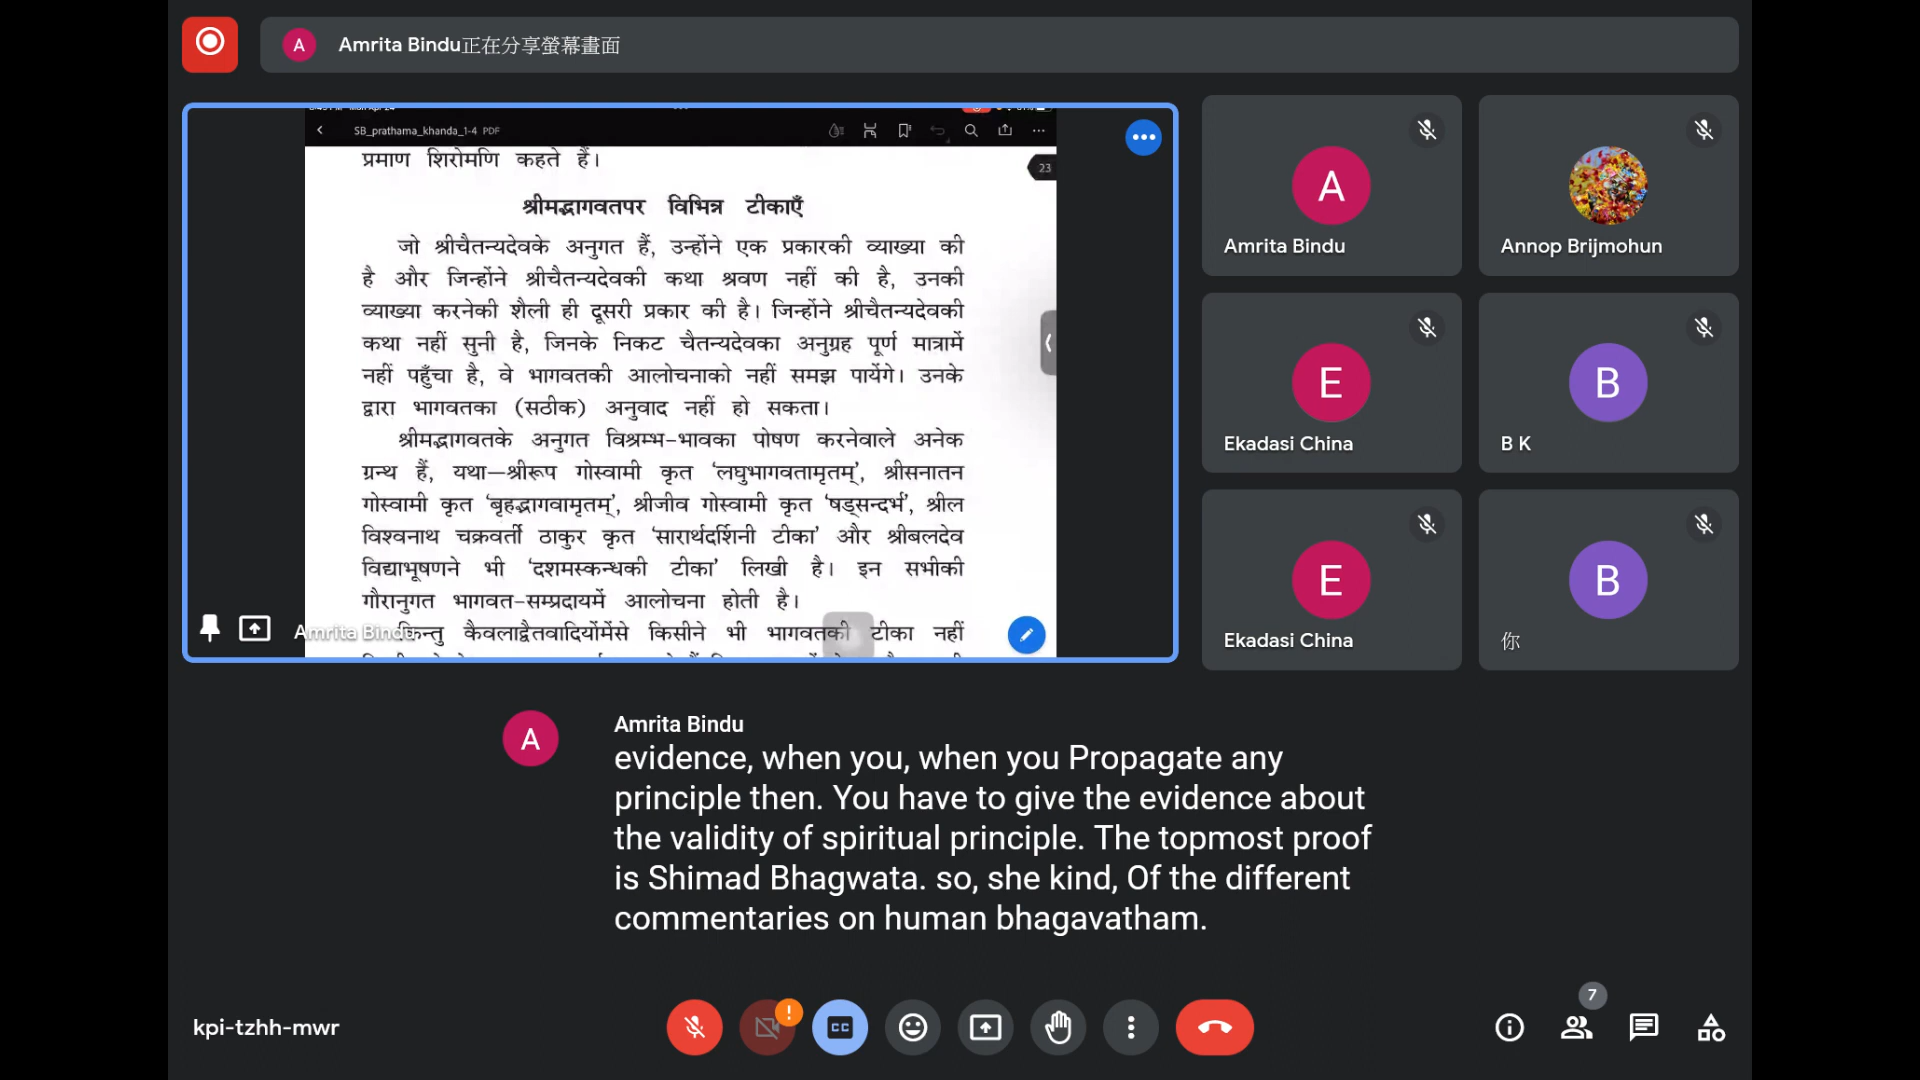 A Amrita Bindu正在分享螢幕畫面
SB_prathama_khanda_1-4 PDF
23
प्रमाण शिरोमणि कहते हैं।
श्रीमद्भागवतपर विभिन्न टीकाएँ
जो श्रीचैतन्यदेवके अनुगत हैं, उन्होंने एक प्रकारकी व्याख्या की
है और जिन्होंने श्रीचैतन्यदेवकी कथा श्रवण नहीं की है, उनकी
व्याख्या करनेकी शैली ही दूसरी प्रकार की है। जिन्होंने श्रीचैतन्यदेवकी
कथा नहीं सुनी है, जिनके निकट चैतन्यदेवका अनुग्रह पूर्ण मात्रामें
नहीं पहुँचा है, वे भागवतकी आलोचनाको नहीं समझ पायेंगे। उनके
द्वारा भागवतका (सठीक) अनुवाद नहीं हो सकता।
श्रीमद्भागवतके अनुगत विश्रम्भ-भावका पोषण करनेवाले अनेक
ग्रन्थ हैं, यथा—श्रीरूप गोस्वामी कृत ‘लघुभागवतामृतम्’, श्रीसनातन
गोस्वामी कृत ‘बृहद्भागवामृतम्’, श्रीजीव गोस्वामी कृत ‘षड्सन्दर्भ’, श्रील
विश्वनाथ चक्रवर्ती ठाकुर कृत ‘सारार्थदर्शिनी टीका’ और श्रीबलदेव
विद्याभूषणने भी ‘दशमस्कन्धकी टीका’ लिखी है। इन सभीकी
गौरानुगत भागवत-सम्प्रदायमें आलोचना होती है।
किन्तु कैवलाद्वैतवादियोंमेंसे किसीने भी भागवतकी टीका नहीं
Amrita Bindu
A
Amrita Bindu
Annop Brijmohun
E
Ekadasi China
B
B K
E
Ekadasi China
B
你
A
Amrita Bindu
evidence, when you, when you Propagate any
principle then. You have to give the evidence about
the validity of spiritual principle. The topmost proof
is Shimad Bhagwata. so, she kind, Of the different
commentaries on human bhagavatham.
kpi-tzhh-mwr
!
CC
7